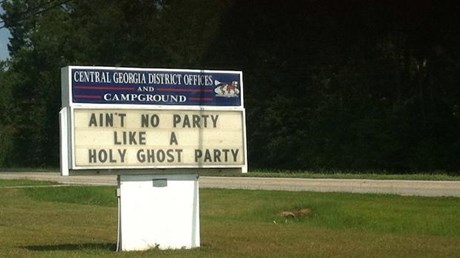 CENTRAL GEORGIA DISTRICT OFFICES
AND
CAMPGROUND
AIN'T NO PARTY
LIKE A
HOLY GHOST PARTY